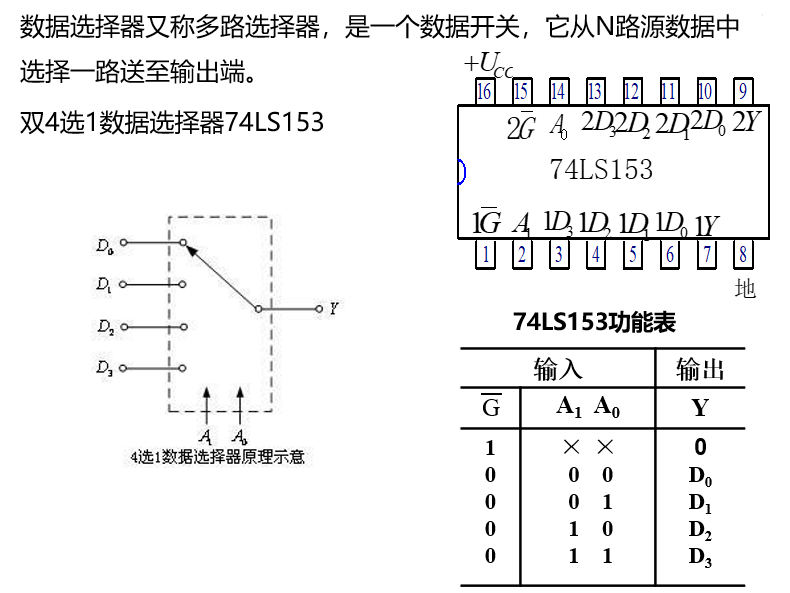 数据选择器又称多路选择器，是一个数据开关，它从N路源数据中
选择一路送至输出端。
双4选1数据选择器74LS153
+U_CC
16 15 14 13 12 11 10 9
2G̅ A₀ 2D₃ 2D₂ 2D₁ 2D₀ 2Y
74LS153
1G̅ A₁ 1D₃ 1D₂ 1D₁ 1D₀ 1Y
1 2 3 4 5 6 7 8
地
D₀
D₁
Y
D₂
D₃
A₁ A₀
4选1数据选择器原理示意
74LS153功能表
输入 输出
G̅ A₁ A₀ Y
1 × × 0
0 0 0 D₀
0 0 1 D₁
0 1 0 D₂
0 1 1 D₃